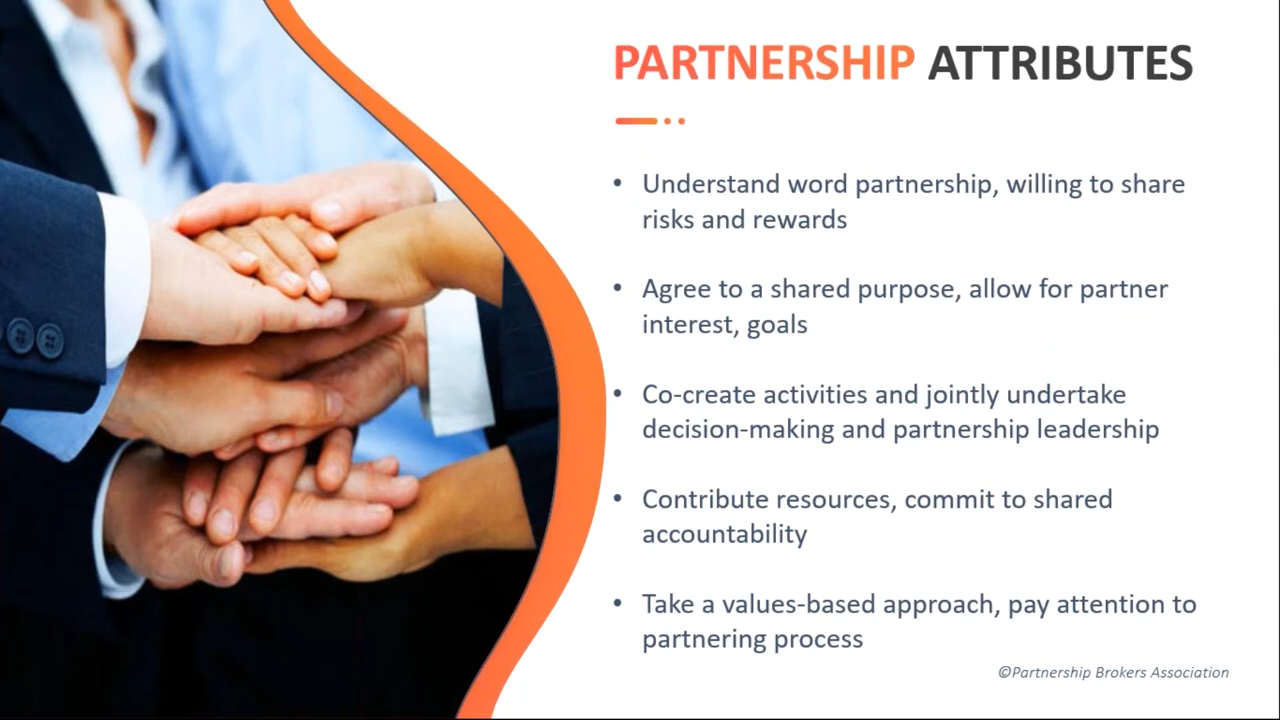 PARTNERSHIP ATTRIBUTES
• Understand word partnership, willing to share
risks and rewards
• Agree to a shared purpose, allow for partner
interest, goals
• Co-create activities and jointly undertake
decision-making and partnership leadership
• Contribute resources, commit to shared
accountability
• Take a values-based approach, pay attention to
partnering process
©Partnership Brokers Association